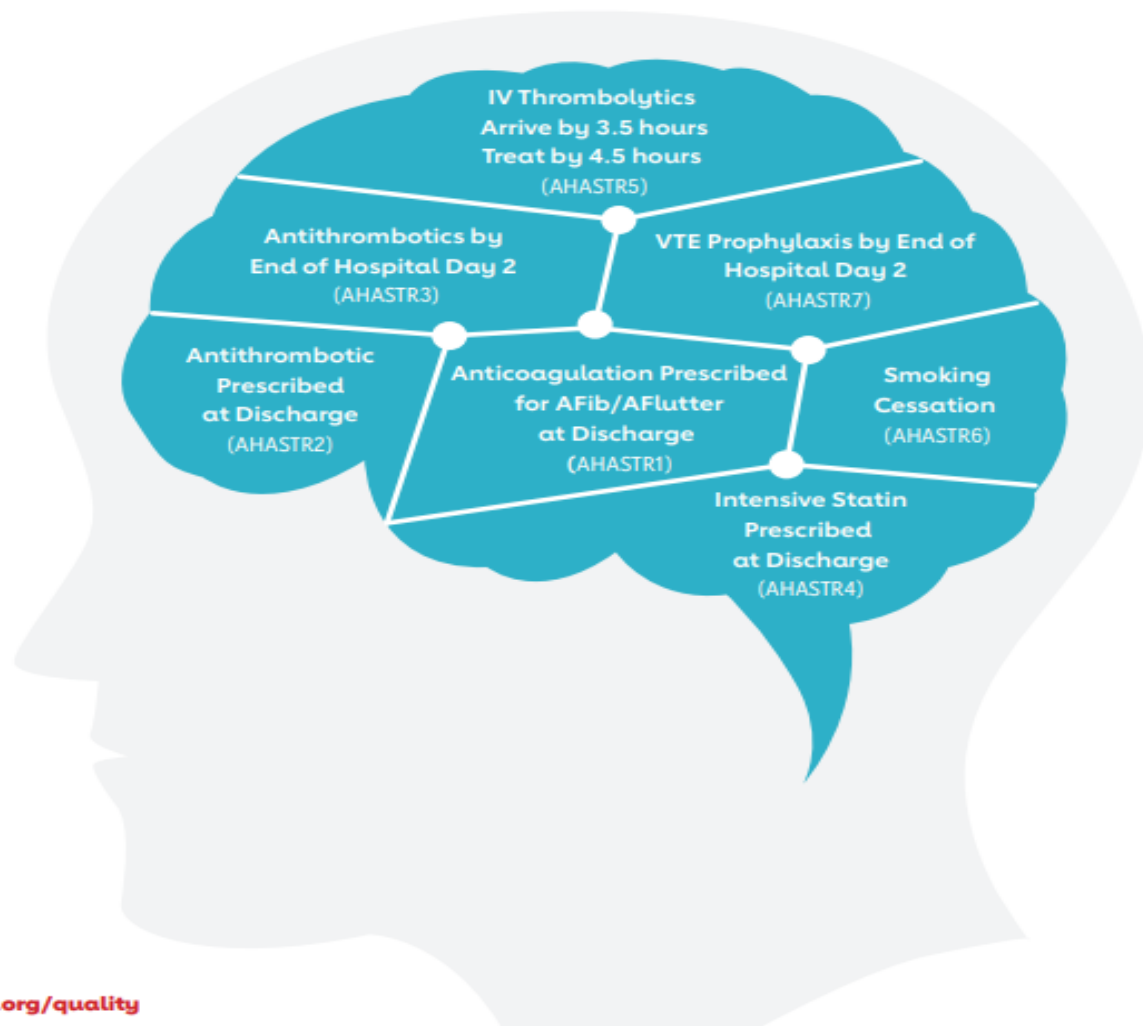 IV Thrombolytics
Arrive by 3.5 hours
Treat by 4.5 hours
(AHASTR5)
Antithrombotics by
End of Hospital Day 2
(AHASTR3)
VTE Prophylaxis by End of
Hospital Day 2
(AHASTR7)
Antithrombotic
Prescribed
at Discharge
(AHASTR2)
Anticoagulation Prescribed
for AFib/AFlutter
at Discharge
(AHASTR1)
Smoking
Cessation
(AHASTR6)
Intensive Statin
Prescribed
at Discharge
(AHASTR4)
.org/quality